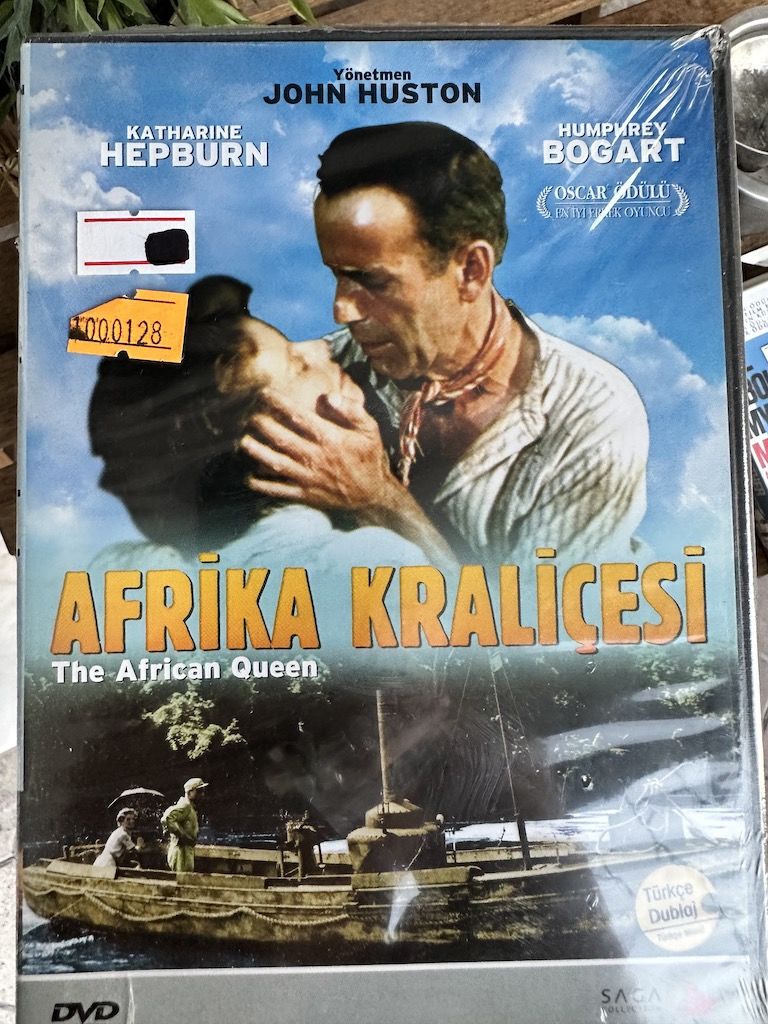 Yönetmen
JOHN HUSTON
KATHARINE
HEPBURN
HUMPHREY
BOGART
OSCAR ÖDÜLÜ
EN İYİ ERKEK OYUNCU
000128
AFRİKA KRALİÇESİ
The African Queen
Türkçe
Dublaj
Türkçe
DVD
SAGA